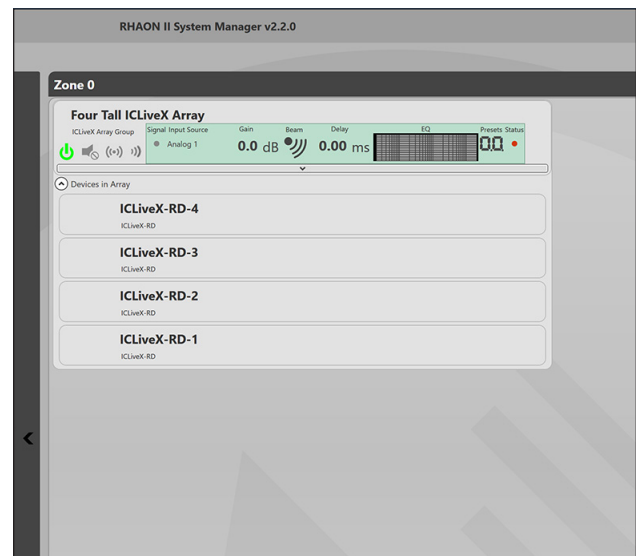 RHAON II System Manager v2.2.0
Zone 0
Four Tall ICLiveX Array
ICLiveX Array Group
Signal Input Source Gain Beam Delay EQ Presets Status
Analog 1 0.0 dB 0.00 ms 00
Devices in Array
ICLiveX-RD-4
ICLiveX-RD
ICLiveX-RD-3
ICLiveX-RD
ICLiveX-RD-2
ICLiveX-RD
ICLiveX-RD-1
ICLiveX-RD